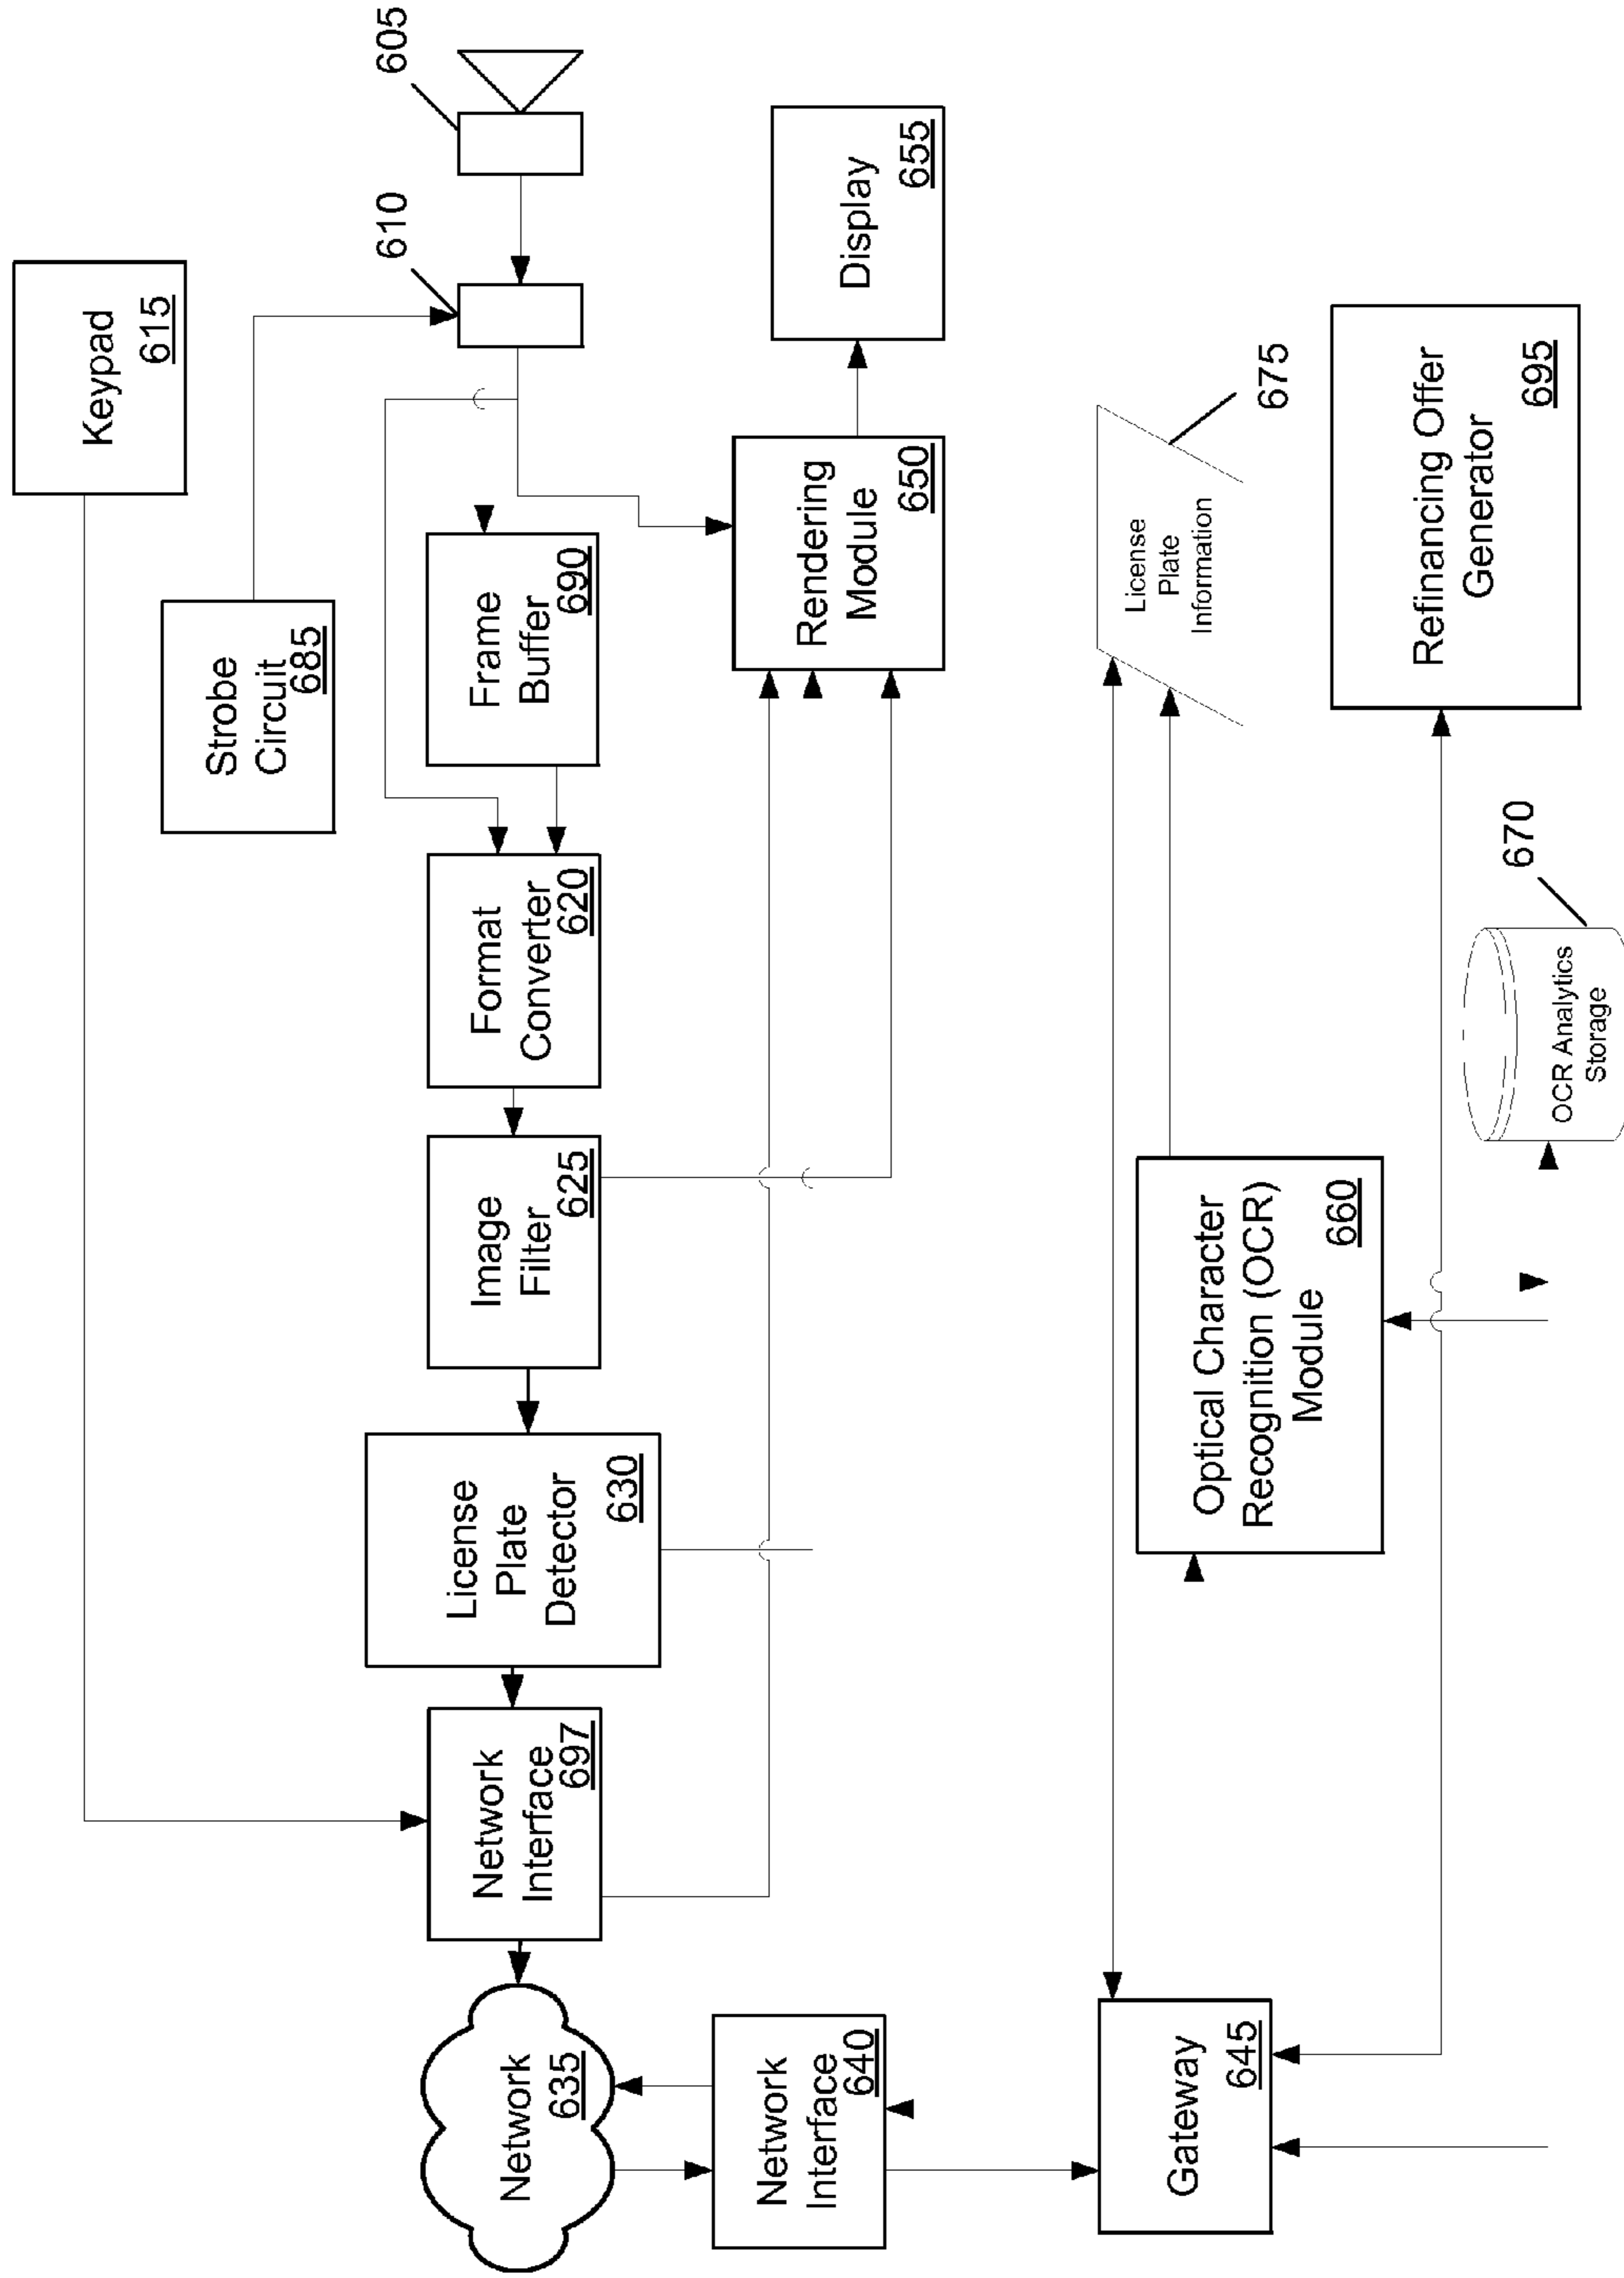 Keypad
615
Strobe
Circuit
685
605
610
Network
635
Network
Interface
697
License
Plate
Detector
630
Image
Filter
625
Format
Converter
620
Frame
Buffer
690
Network
Interface
640
Rendering
Module
650
Display
655
Gateway
645
Optical Character
Recognition (OCR)
Module
660
License
Plate
Information
675
Refinancing Offer
Generator
695
OCR Analytics
Storage
670